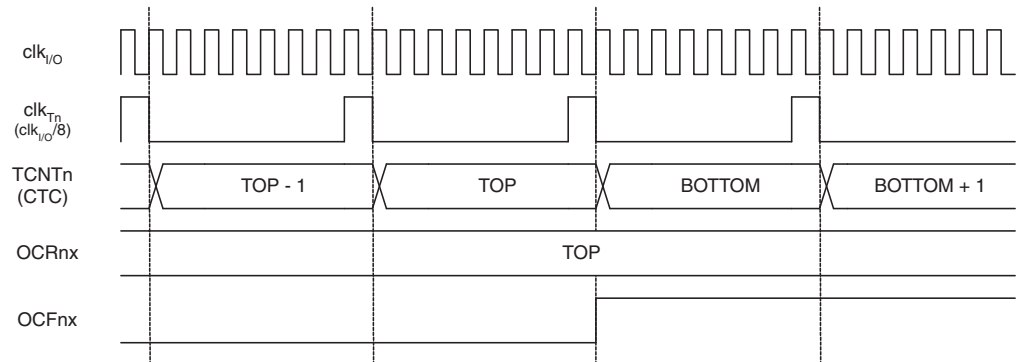 clkI/O
clkTn
(clkI/O/8)
TCNTn
(CTC)
TOP - 1
TOP
BOTTOM
BOTTOM + 1
OCRnx
TOP
OCFnx